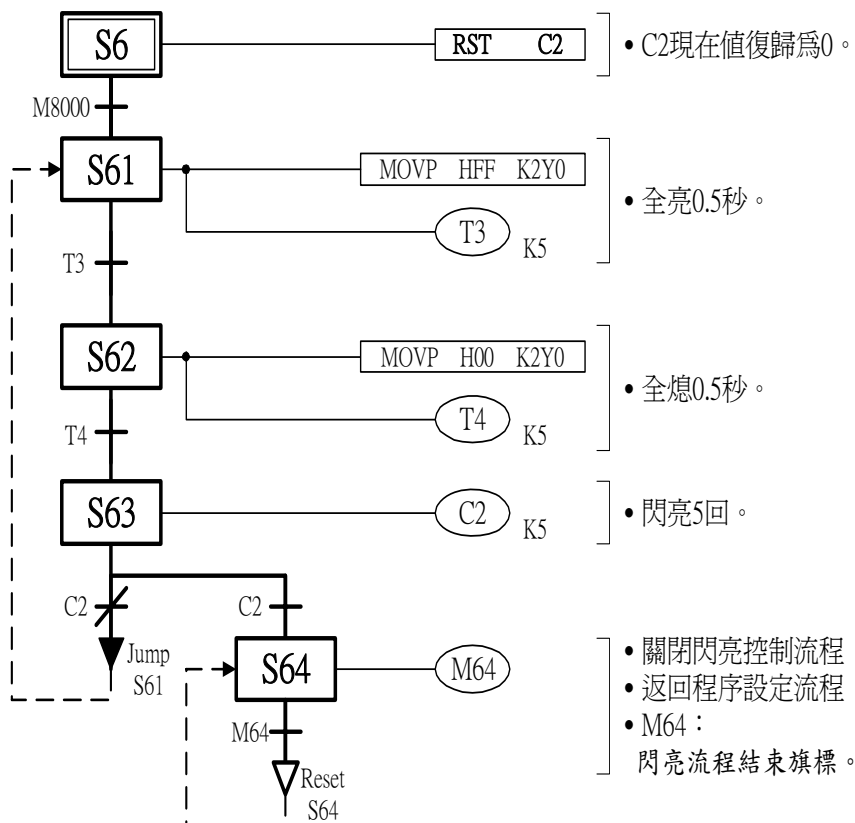 S6
RST C2
• C2現在值復歸為0。
M8000
S61
MOVP HFF K2Y0
T3
K5
• 全亮0.5秒。
T3
S62
MOVP H00 K2Y0
T4
K5
• 全熄0.5秒。
T4
S63
C2
K5
• 閃亮5回。
C2
C2
Jump
S61
S64
M64
• 關閉閃亮控制流程
• 返回程序設定流程
• M64：
閃亮流程結束旗標。
M64
Reset
S64